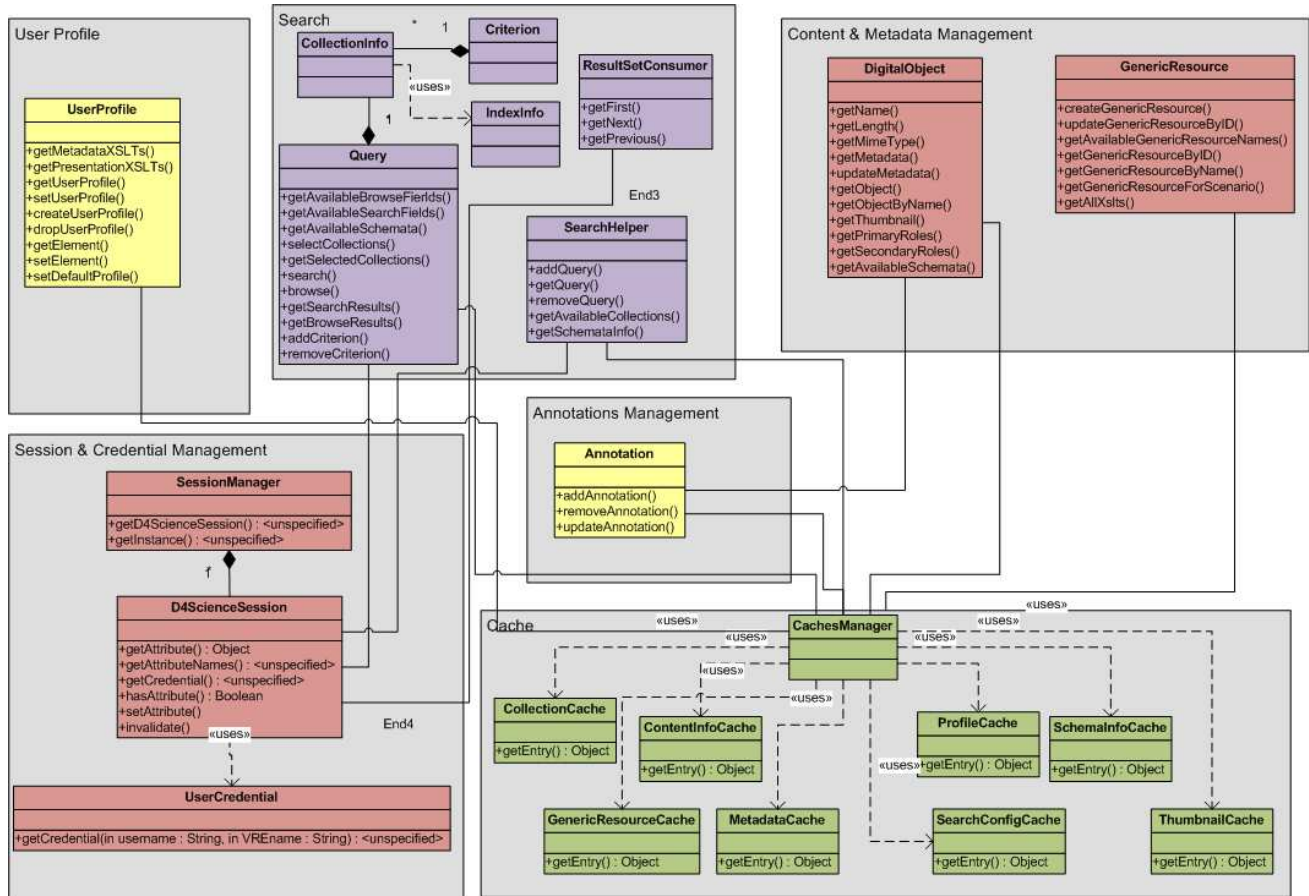 User Profile
UserProfile
+getMetadataXSLTs()
+getPresentationXSLTs()
+getUserProfile()
+setUserProfile()
+createUserProfile()
+dropUserProfile()
+getElement()
+setElement()
+setDefaultProfile()
Search
CollectionInfo
*
1
Criterion
«uses»
IndexInfo
ResultSetConsumer
+getFirst()
+getNext()
+getPrevious()
End3
1
Query
+getAvailableBrowseFierlds()
+getAvailableSearchFields()
+getAvailableSchemata()
+selectCollections()
+getSelectedCollections()
+search()
+browse()
+getSearchResults()
+getBrowseResults()
+addCriterion()
+removeCriterion()
SearchHelper
+addQuery()
+getQuery()
+removeQuery()
+getAvailableCollections()
+getSchemataInfo()
Content & Metadata Management
DigitalObject
+getName()
+getLength()
+getMimeType()
+getMetadata()
+updateMetadata()
+getObject()
+getObjectByName()
+getThumbnail()
+getPrimaryRoles()
+getSecondaryRoles()
+getAvailableSchemata()
GenericResource
+createGenericResource()
+updateGenericResourceByID()
+getAvailableGenericResourceNames()
+getGenericResourceByID()
+getGenericResourceByName()
+getGenericResourceForScenario()
+getAllXslts()
Annotations Management
Annotation
+addAnnotation()
+removeAnnotation()
+updateAnnotation()
Session & Credential Management
SessionManager
+getD4ScienceSession() : <unspecified>
+getInstance() : <unspecified>
D4ScienceSession
+getAttribute() : Object
+getAttributeNames() : <unspecified>
+getCredential() : <unspecified>
+hasAttribute() : Boolean
+setAttribute()
+invalidate()
End4
«uses»
UserCredential
+getCredential(in username : String, in VREname : String) : <unspecified>
Cache
CachesManager
«uses»
«uses»
«uses»
«uses»
«uses»
«uses»
«uses»
«uses»
«uses»
CollectionCache
+getEntry() : Object
ContentInfoCache
+getEntry() : Object
ProfileCache
+getEntry() : Object
SchemaInfoCache
+getEntry() : Object
GenericResourceCache
+getEntry() : Object
MetadataCache
+getEntry() : Object
SearchConfigCache
+getEntry() : Object
ThumbnailCache
+getEntry() : Object